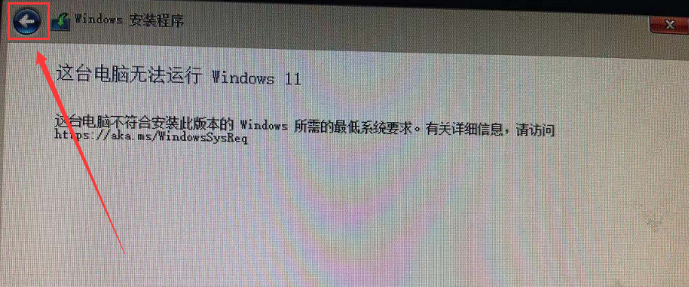 Windows 安装程序
这台电脑无法运行 Windows 11
这台电脑不符合安装此版本的 Windows 所需的最低系统要求。有关详细信息，请访问
https://aka.ms/WindowsSysReq